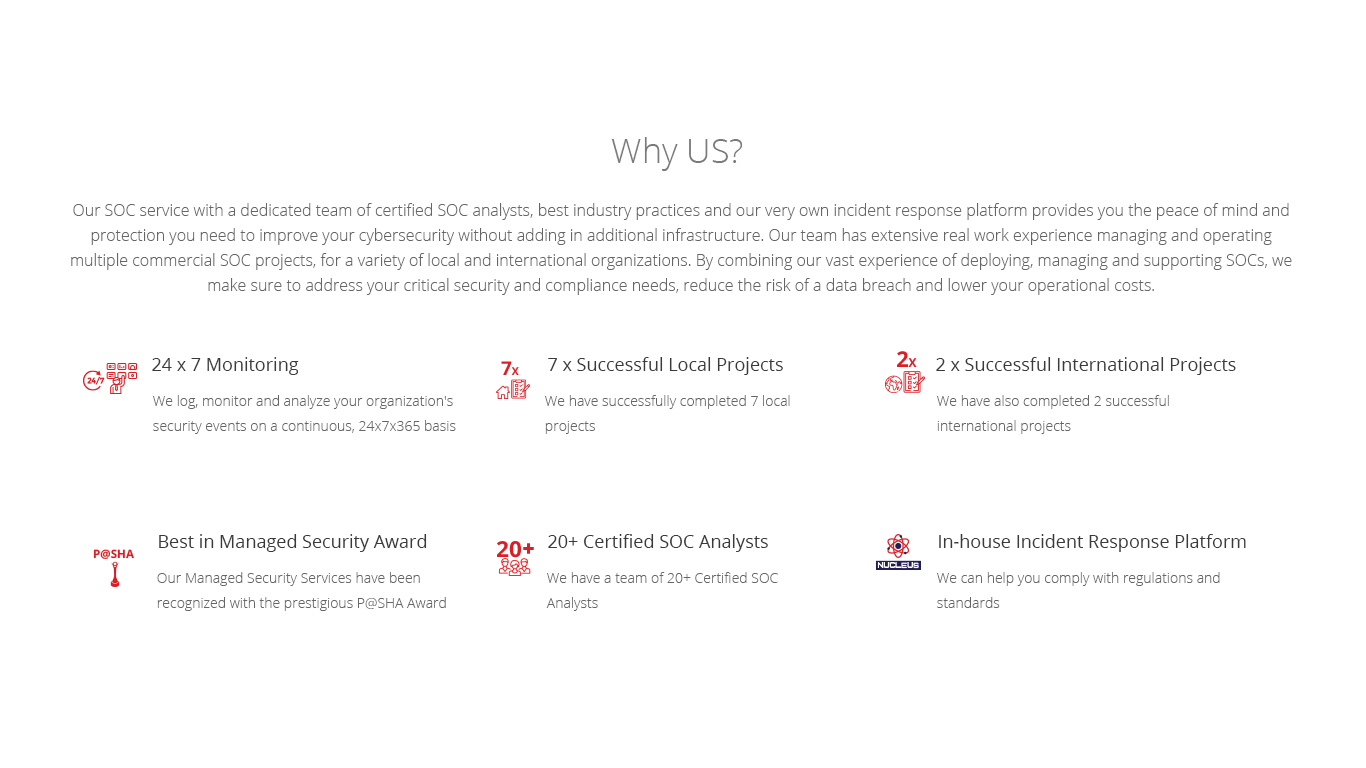 Why US?
Our SOC service with a dedicated team of certified SOC analysts, best industry practices and our very own incident response platform provides you the peace of mind and
protection you need to improve your cybersecurity without adding in additional infrastructure. Our team has extensive real work experience managing and operating
multiple commercial SOC projects, for a variety of local and international organizations. By combining our vast experience of deploying, managing and supporting SOCs, we
make sure to address your critical security and compliance needs, reduce the risk of a data breach and lower your operational costs.
24/7
24 x 7 Monitoring
We log, monitor and analyze your organization's
security events on a continuous, 24x7x365 basis
7x
7 x Successful Local Projects
We have successfully completed 7 local
projects
2x
2 x Successful International Projects
We have also completed 2 successful
international projects
P@SHA
Best in Managed Security Award
Our Managed Security Services have been
recognized with the prestigious P@SHA Award
20+
20+ Certified SOC Analysts
We have a team of 20+ Certified SOC
Analysts
NUCLEUS
In-house Incident Response Platform
We can help you comply with regulations and
standards